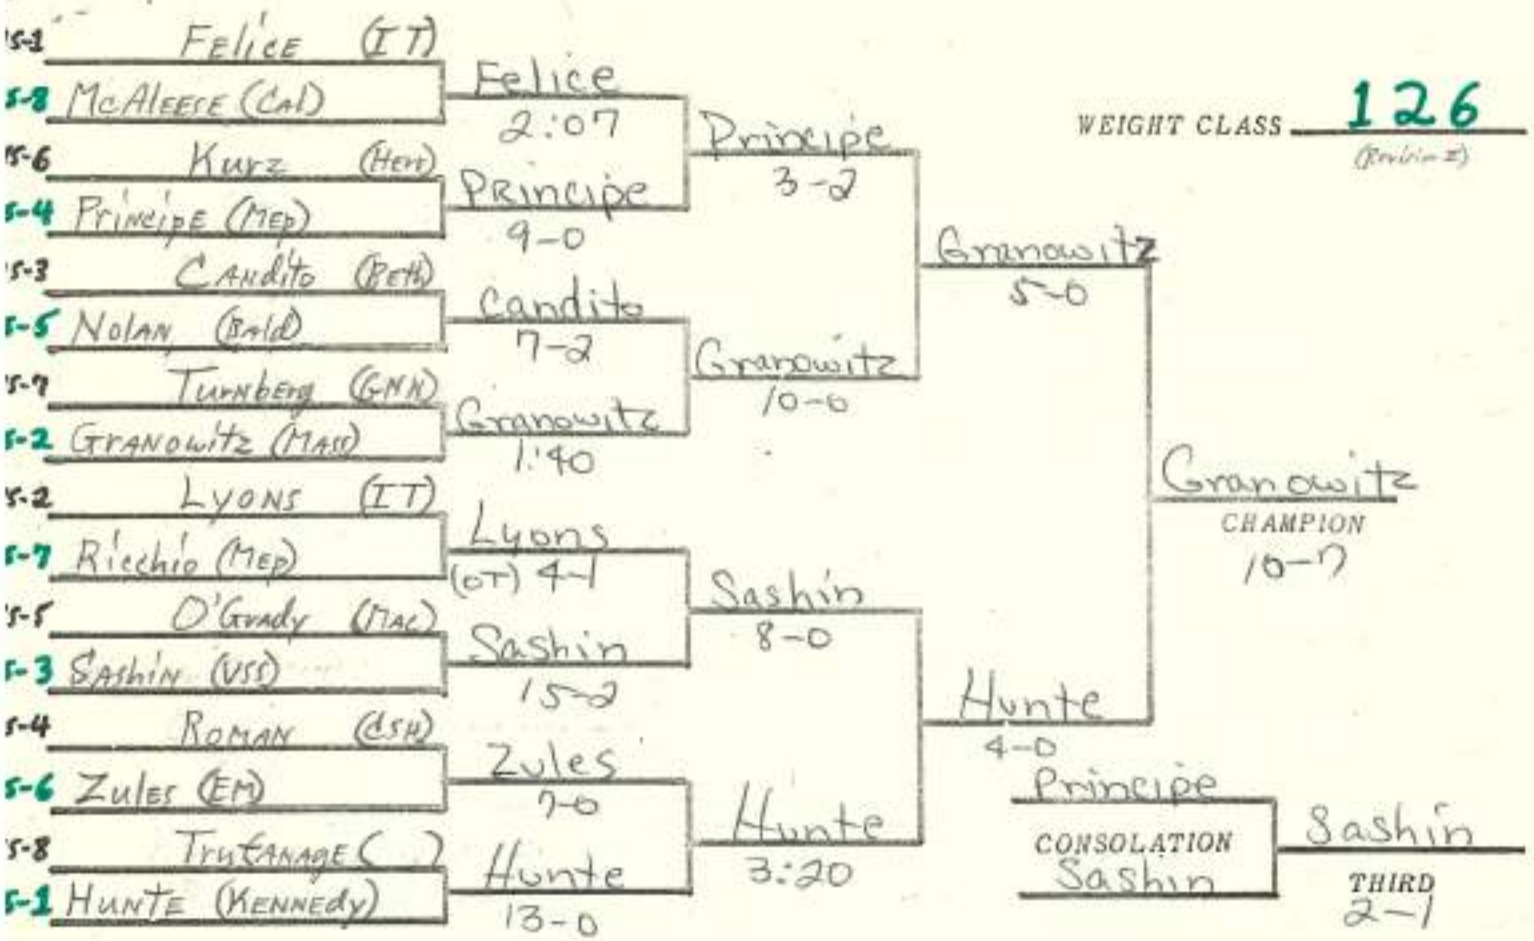 S-1 Felice (IT)
S-8 McAleese (Cal)
Felice
2:07
S-6 Kurz (Herr)
S-4 Principe (Mep)
Principe
9-0
Principe
3-2
S-3 Candito (Beth)
S-5 Nolan (Bald)
Candito
7-2
S-7 Turnberg (GNN)
S-2 Granowitz (Mass)
Granowitz
1:40
Granowitz
10-0
Granowitz
5-0
S-2 Lyons (IT)
S-7 Ricchio (Mep)
Lyons
(OT) 4-1
S-5 O'Grady (Mac)
S-3 Sashin (VSS)
Sashin
15-2
Sashin
8-0
S-4 Roman (CSH)
S-6 Zules (EM)
Zules
7-0
S-8 Trutanage ( )
S-1 Hunte (Kennedy)
Hunte
13-0
Hunte
3:20
Hunte
4-0
WEIGHT CLASS 126
Granowitz
CHAMPION
10-7
Principe
CONSOLATION
Sashin
Sashin
THIRD
2-1